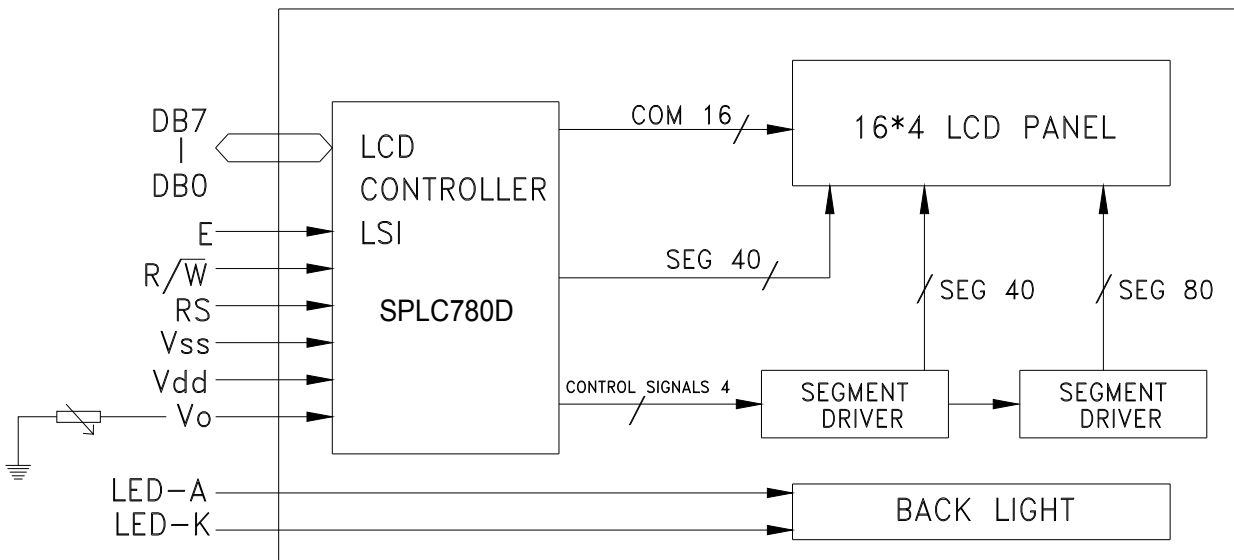 DB7
|
DB0
E
R/W̅
RS
Vss
Vdd
Vo
LED-A
LED-K
LCD
CONTROLLER
LSI
SPLC780D
COM 16
SEG 40
CONTROL SIGNALS 4
16*4 LCD PANEL
SEG 40
SEG 80
SEGMENT
DRIVER
SEGMENT
DRIVER
BACK LIGHT